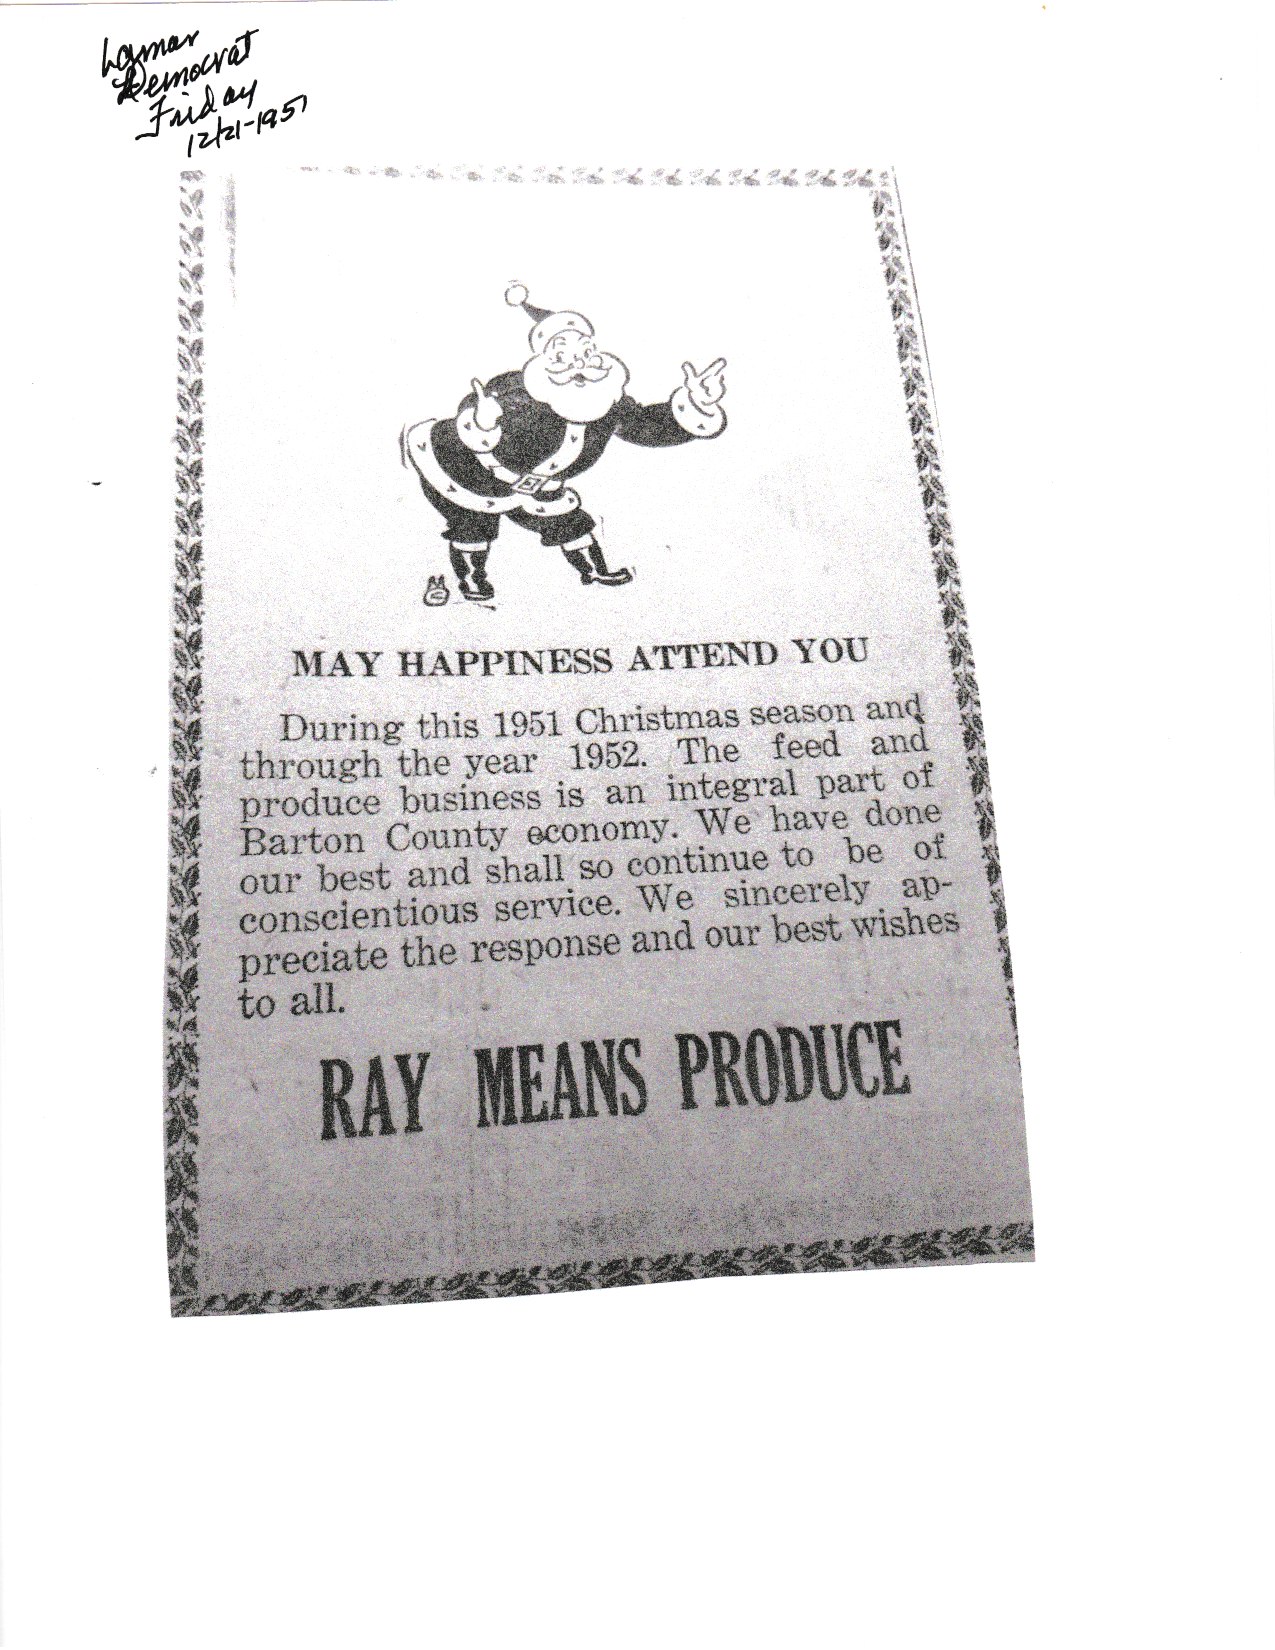 Lamar
Democrat
Friday
12/21-1951
MAY HAPPINESS ATTEND YOU
During this 1951 Christmas season and
through the year 1952. The feed and
produce business is an integral part of
Barton County economy. We have done
our best and shall so continue to be of
conscientious service. We sincerely ap-
preciate the response and our best wishes
to all.
RAY MEANS PRODUCE